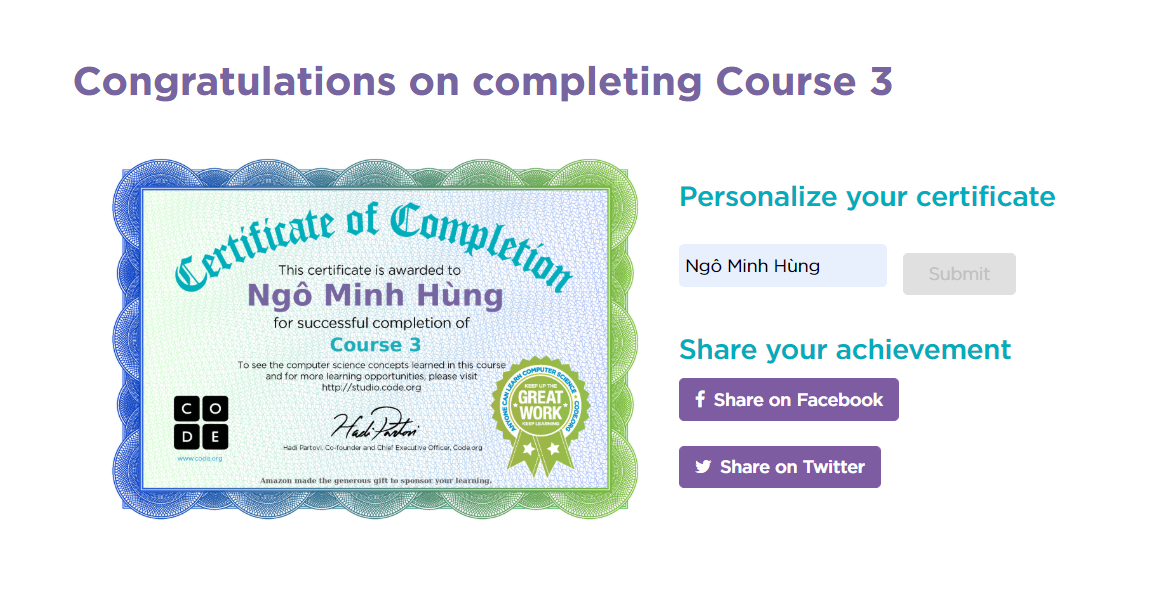 Congratulations on completing Course 3
Certificate of Completion
This certificate is awarded to
Ngô Minh Hùng
for successful completion of
Course 3
To see the computer science concepts learned in this course
and for more learning opportunities, please visit
http://studio.code.org
C O
D E
www.code.org
Hadi Partovi
Hadi Partovi, Co-founder and Chief Executive Officer, Code.org
ANYONE CAN LEARN COMPUTER SCIENCE • CODE.ORG
KEEP UP THE
GREAT
WORK
KEEP LEARNING
Amazon made the generous gift to sponsor your learning.
Personalize your certificate
Ngô Minh Hùng
Submit
Share your achievement
Share on Facebook
Share on Twitter